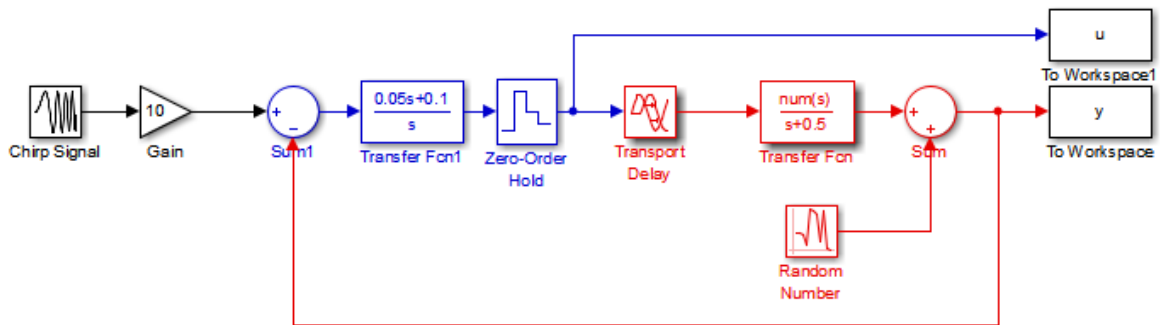 u
To Workspace1
10
+
−
0.05s+0.1
s
num(s)
s+0.5
+
+
y
Chirp Signal
Gain
Sum1
Transfer Fcn1
Zero-Order
Hold
Transport
Delay
Transfer Fcn
Sum
To Workspace
Random
Number